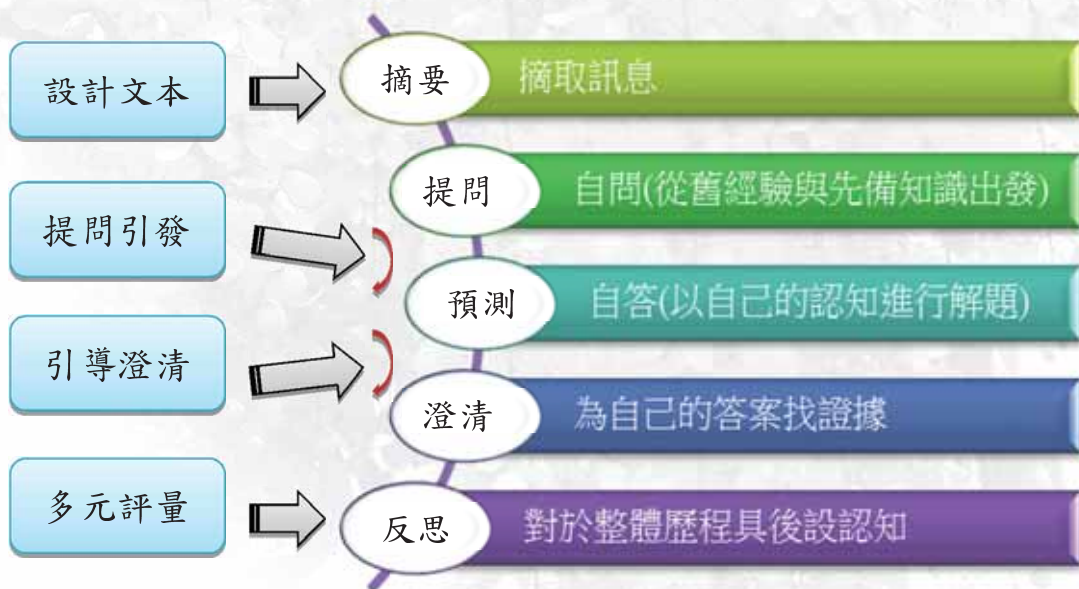 設計文本
摘要
摘取訊息
提問引發
提問
自問(從舊經驗與先備知識出發)
預測
自答(以自己的認知進行解題)
引導澄清
澄清
為自己的答案找證據
多元評量
反思
對於整體歷程具後設認知